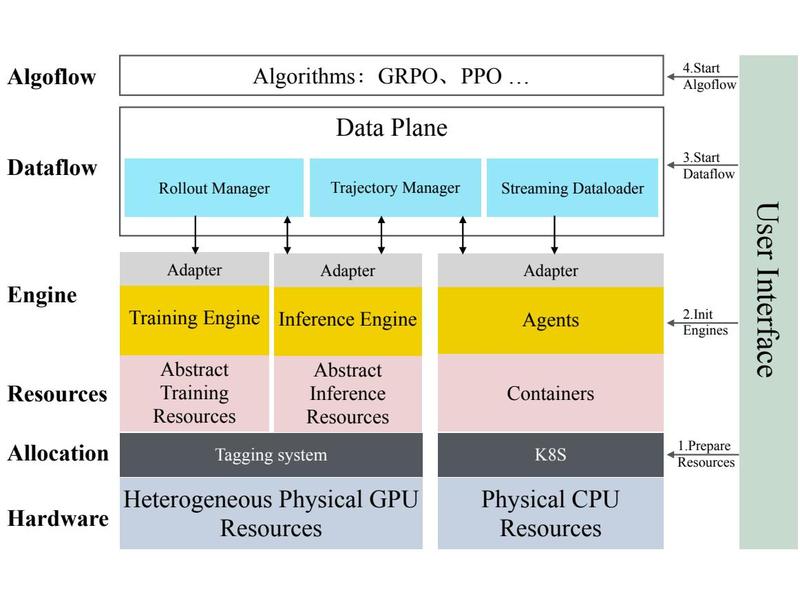 Algoflow
Algorithms：GRPO、PPO …
4.Start
Algoflow
Data Plane
Dataflow
Rollout Manager
Trajectory Manager
Streaming Dataloader
3.Start
Dataflow
User Interface
Engine
Adapter
Adapter
Adapter
Training Engine
Inference Engine
Agents
2.Init
Engines
Resources
Abstract
Training
Resources
Abstract
Inference
Resources
Containers
Allocation
Tagging system
K8S
1.Prepare
Resources
Hardware
Heterogeneous Physical GPU
Resources
Physical CPU
Resources